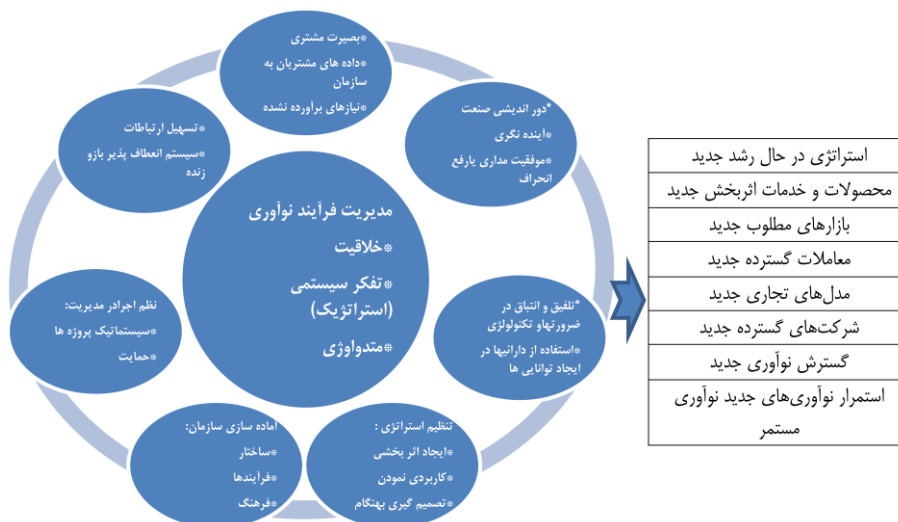 *بصیرت مشتری
*داده های مشتریان به
سازمان
*نیازهای برآورده نشده
*دور اندیشی صنعت
*آینده نگری
*موفقیت مداری یارفع
انحراف
*تلفیق و انتباق در
ضرورتهاو تکنولولژی
*استفاده از دارائیها در
ایجاد توانایی ها
تنظیم استراتژی :
*ایجاد اثر بخشی
*کاربردی نمودن
*تصمیم گیری بهنگام
اماده سازی سازمان:
*ساختار
*فرآیندها
*فرهنگ
نظم اجرادر مدیریت:
*سیستماتیک پروژه ها
*حمایت
*تسهیل ارتباطات
*سیستم انعطاف پذیر بازو
زنده
مدیریت فرآیند نوآوری
*خلاقیت
*تفکر سیستمی
(استراتژیک)
*متدواوژی
استراتژی در حال رشد جدید
محصولات و خدمات اثربخش جدید
بازارهای مطلوب جدید
معاملات گسترده جدید
مدل‌های تجاری جدید
شرکت‌های گسترده جدید
گسترش نوآوری جدید
استمرار نوآوری‌های جدید نوآوری
مستمر